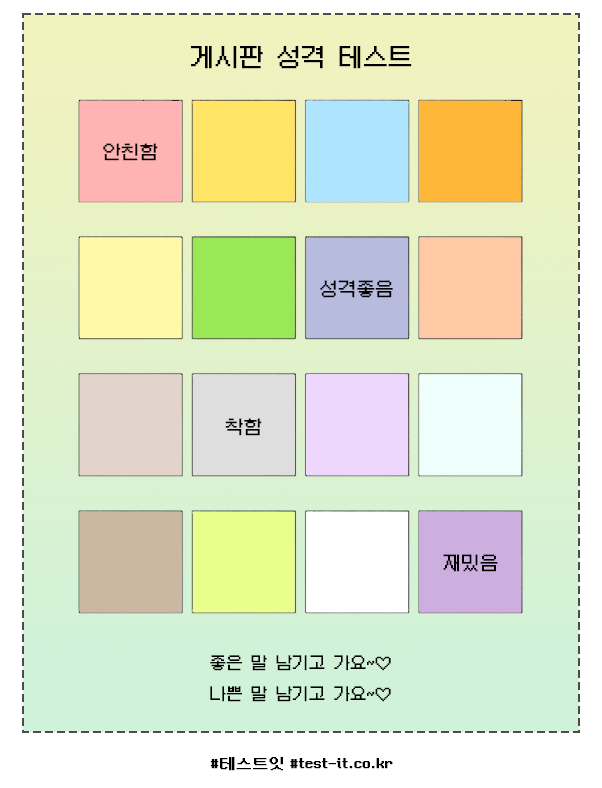 게시판 성격 테스트
안친함
성격좋음
착함
재밌음
좋은 말 남기고 가요~♡
나쁜 말 남기고 가요~♡
#테스트잇 #test-it.co.kr